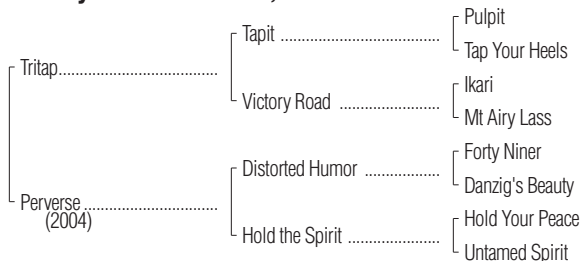 Pulpit
Tapit
Tap Your Heels
Tritap
Ikari
Victory Road
Mt Airy Lass
Forty Niner
Distorted Humor
Danzig's Beauty
Perverse
(2004)
Hold Your Peace
Hold the Spirit
Untamed Spirit